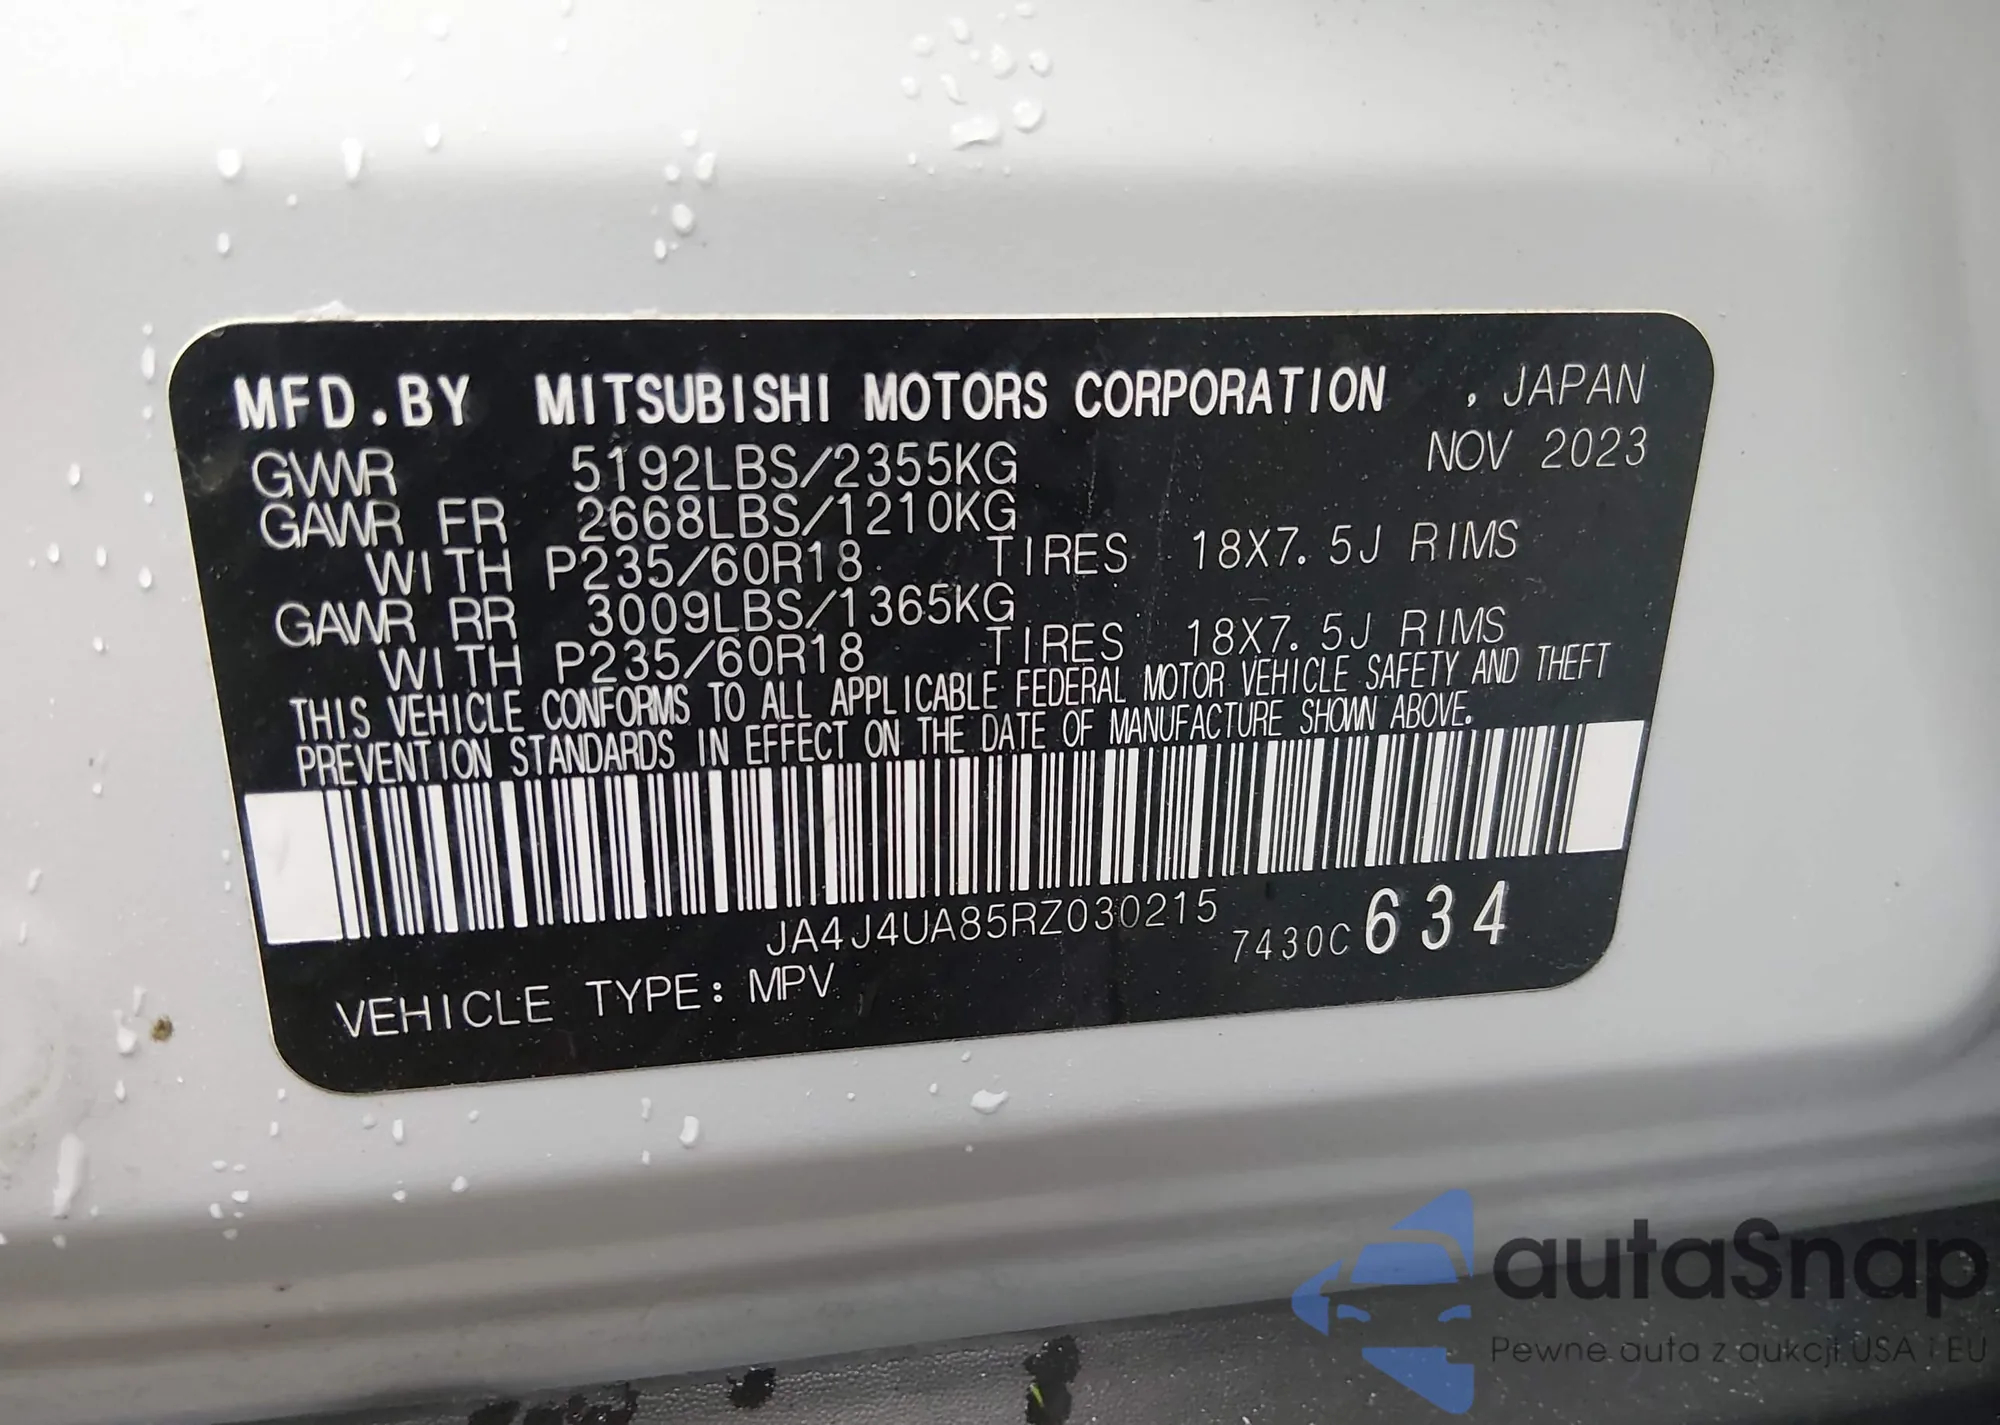 MFD.BY MITSUBISHI MOTORS CORPORATION , JAPAN
GVWR 5192LBS/2355KG NOV 2023
GAWR FR 2668LBS/1210KG
WITH P235/60R18 TIRES 18X7.5J RIMS
GAWR RR 3009LBS/1365KG
WITH P235/60R18 TIRES 18X7.5J RIMS
THIS VEHICLE CONFORMS TO ALL APPLICABLE FEDERAL MOTOR VEHICLE SAFETY AND THEFT
PREVENTION STANDARDS IN EFFECT ON THE DATE OF MANUFACTURE SHOWN ABOVE.
JA4J4UA85RZ030215 7430C 634
VEHICLE TYPE: MPV
autaSnap
Pewne auta z aukcji USA i EU